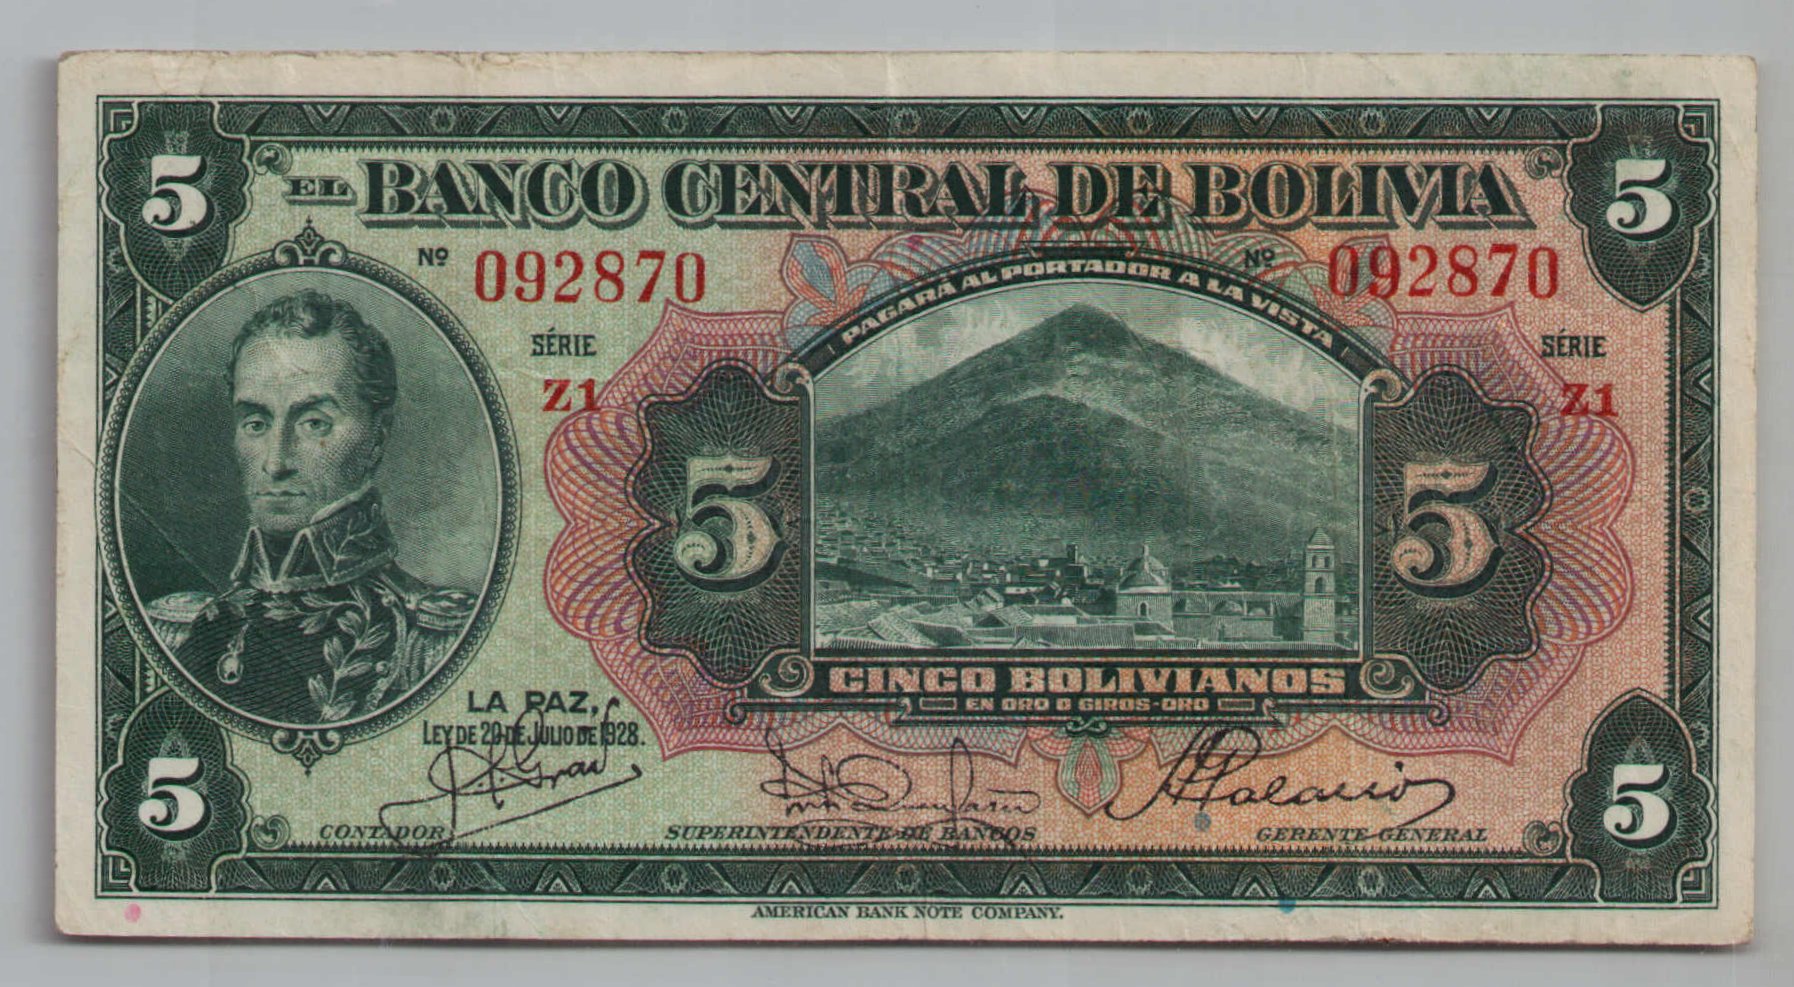 5 5
EL BANCO CENTRAL DE BOLIVIA
Nº 092870 Nº 092870
PAGARÁ AL PORTADOR A LA VISTA
SÉRIE SÉRIE
Z1 Z1
5 5
CINCO BOLIVIANOS
EN ORO O GIROS-ORO
LA PAZ,
LEY DE 20 DE JULIO DE 1928.
5 5
CONTADOR SUPERINTENDENTE DE BANCOS GERENTE GENERAL
AMERICAN BANK NOTE COMPANY.